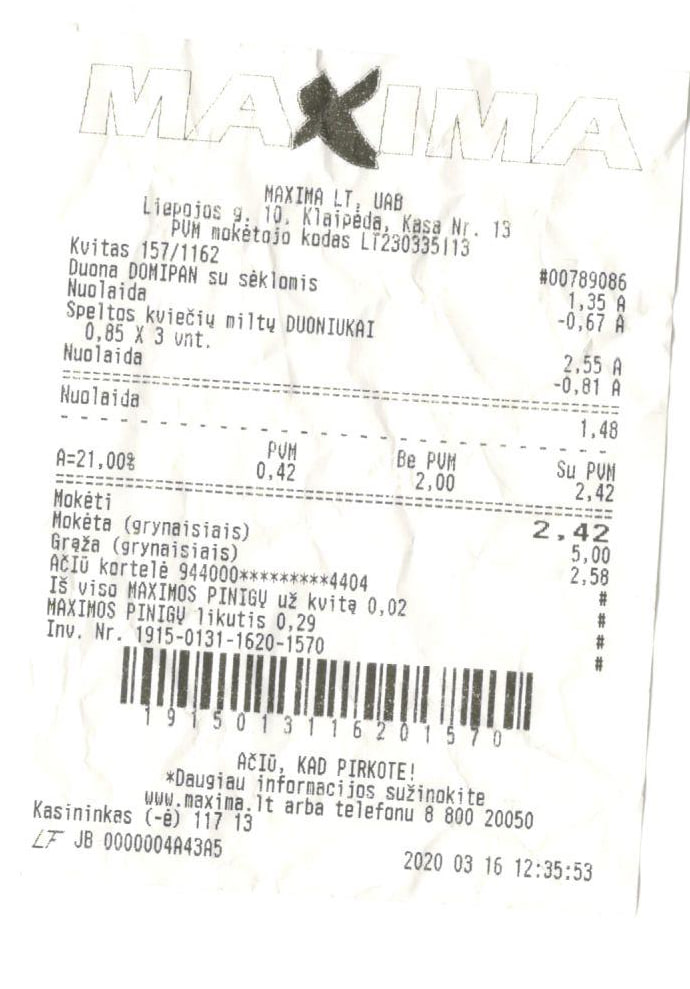 MAXIMA
MAXIMA LT, UAB
Liepojos g. 10, Klaipėda, Kasa Nr. 13
PVM mokėtojo kodas LT230335113
Kvitas 157/1162 #00789086
Duona DOMIPAN su sėklomis 1,35 A
Nuolaida -0,67 A
Speltos kviečių miltų DUONIUKAI
0,85 X 3 vnt. 2,55 A
Nuolaida -0,81 A
Nuolaida 1,48
PVM Be PVM Su PVM
A=21,00% 0,42 2,00 2,42
Mokėti 2,42
Mokėta (grynaisiais) 5,00
Grąža (grynaisiais) 2,58
AČIŪ kortelė 944000*********4404 #
Iš viso MAXIMOS PINIGŲ už kvitą 0,02 #
MAXIMOS PINIGŲ likutis 0,29 #
Inv. Nr. 1915-0131-1620-1570 #
1915013116201570
AČIŪ, KAD PIRKOTE!
*Daugiau informacijos sužinokite
www.maxima.lt arba telefonu 8 800 20050
Kasininkas (-ė) 117 13
LF JB 0000004A43A5
2020 03 16 12:35:53